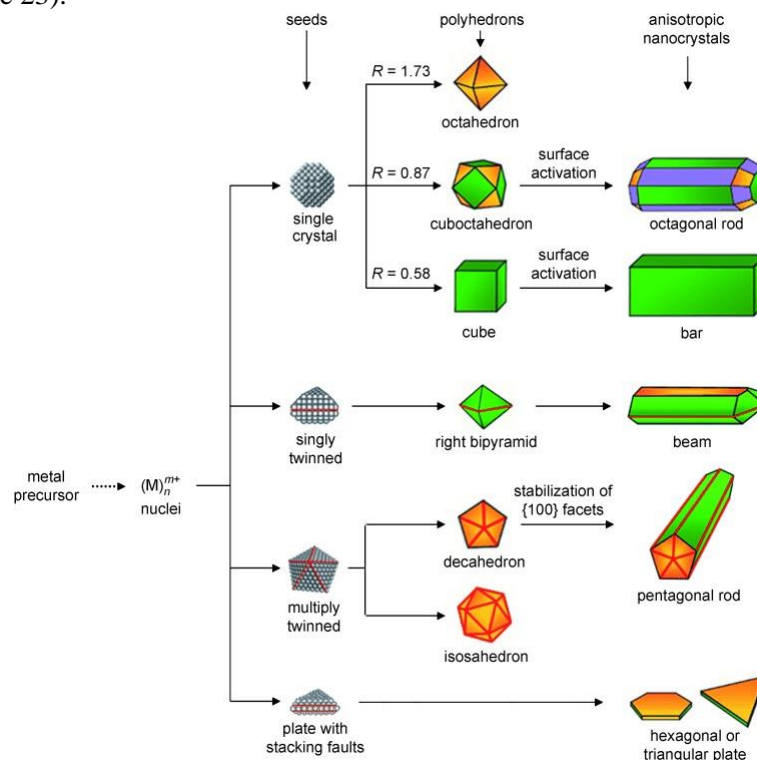 c 23).
seeds
polyhedrons
anisotropic
nanocrystals
R = 1.73
octahedron
R = 0.87
surface
activation
single
crystal
cuboctahedron
octagonal rod
R = 0.58
surface
activation
cube
bar
singly
twinned
right bipyramid
beam
metal
precursor
(M)ₙᵐ⁺
nuclei
stabilization of
{100} facets
decahedron
multiply
twinned
pentagonal rod
isosahedron
plate with
stacking faults
hexagonal or
triangular plate